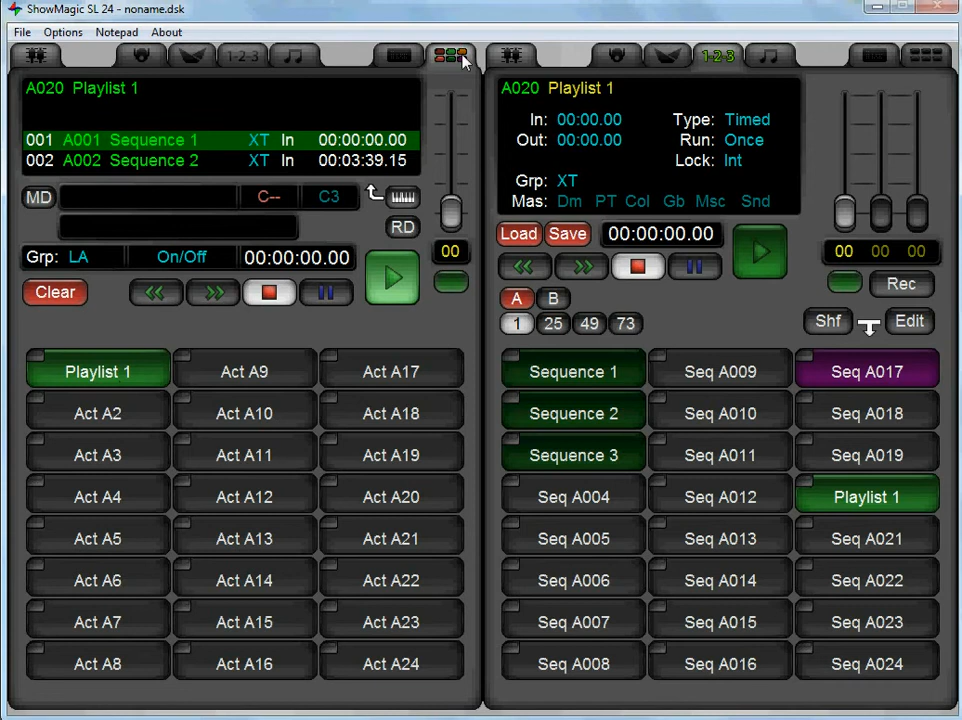 ShowMagic SL 24 - noname.dsk
File Options Notepad About
1-2-3
1-2-3
A020 Playlist 1
001 A001 Sequence 1 XT In 00:00:00.00
002 A002 Sequence 2 XT In 00:03:39.15
MD C-- C3
RD
00
Grp: LA On/Off 00:00:00.00
Clear
Playlist 1 Act A9 Act A17
Act A2 Act A10 Act A18
Act A3 Act A11 Act A19
Act A4 Act A12 Act A20
Act A5 Act A13 Act A21
Act A6 Act A14 Act A22
Act A7 Act A15 Act A23
Act A8 Act A16 Act A24
A020 Playlist 1
In: 00:00.00 Type: Timed
Out: 00:00.00 Run: Once
Lock: Int
Grp: XT
Mas: Dm PT Col Gb Msc Snd
Load Save 00:00:00.00
00 00 00
Rec
A B
1 25 49 73
Shf Edit
Sequence 1 Seq A009 Seq A017
Sequence 2 Seq A010 Seq A018
Sequence 3 Seq A011 Seq A019
Seq A004 Seq A012 Playlist 1
Seq A005 Seq A013 Seq A021
Seq A006 Seq A014 Seq A022
Seq A007 Seq A015 Seq A023
Seq A008 Seq A016 Seq A024